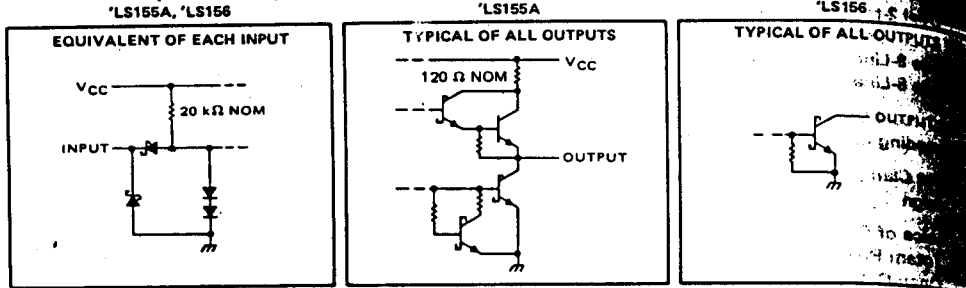 'LS155A, 'LS156
EQUIVALENT OF EACH INPUT
VCC
20 kΩ NOM
INPUT
'LS155A
TYPICAL OF ALL OUTPUTS
VCC
120 Ω NOM
OUTPUT
'LS156
TYPICAL OF ALL OUTPUTS
OUTPUT